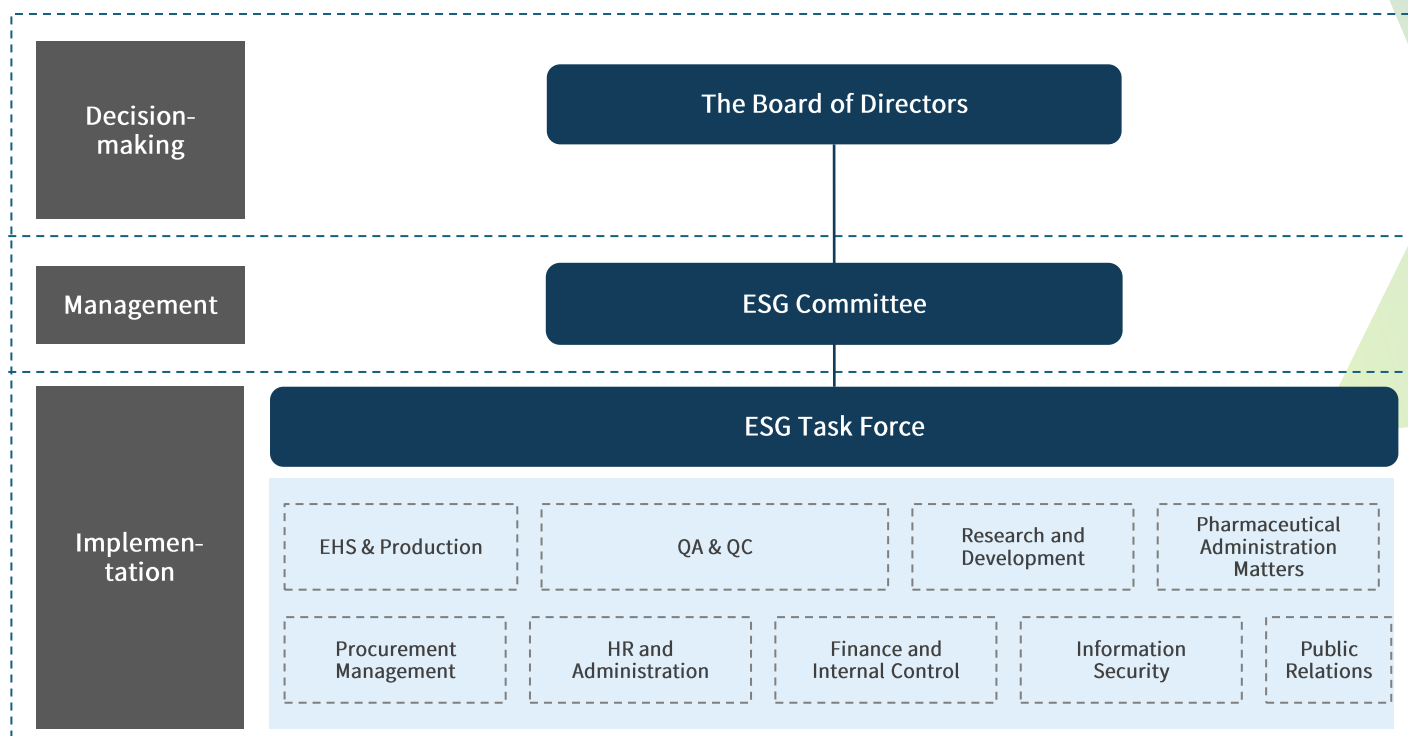 Decision-
making
The Board of Directors
Management
ESG Committee
Implemen-
tation
ESG Task Force
EHS & Production
QA & QC
Research and
Development
Pharmaceutical
Administration
Matters
Procurement
Management
HR and
Administration
Finance and
Internal Control
Information
Security
Public
Relations